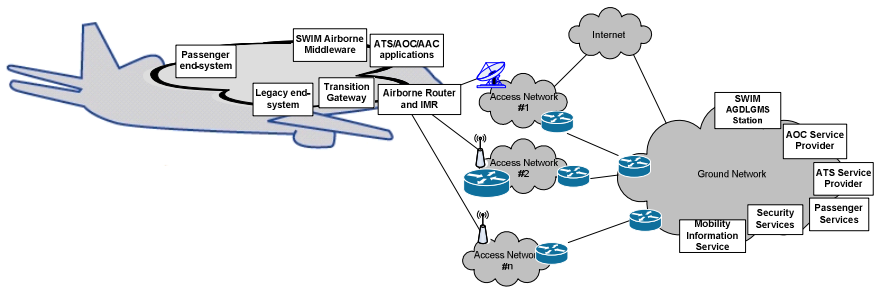 Passenger
end-system
SWIM Airborne
Middleware
ATS/AOC/AAC
applications
Legacy end-
system
Transition
Gateway
Airborne Router
and IMR
Internet
Access Network
#1
Access Network
#2
Access Network
#n
Ground Network
SWIM
AGDLGMS
Station
AOC Service
Provider
ATS Service
Provider
Passenger
Services
Security
Services
Mobility
Information
Service